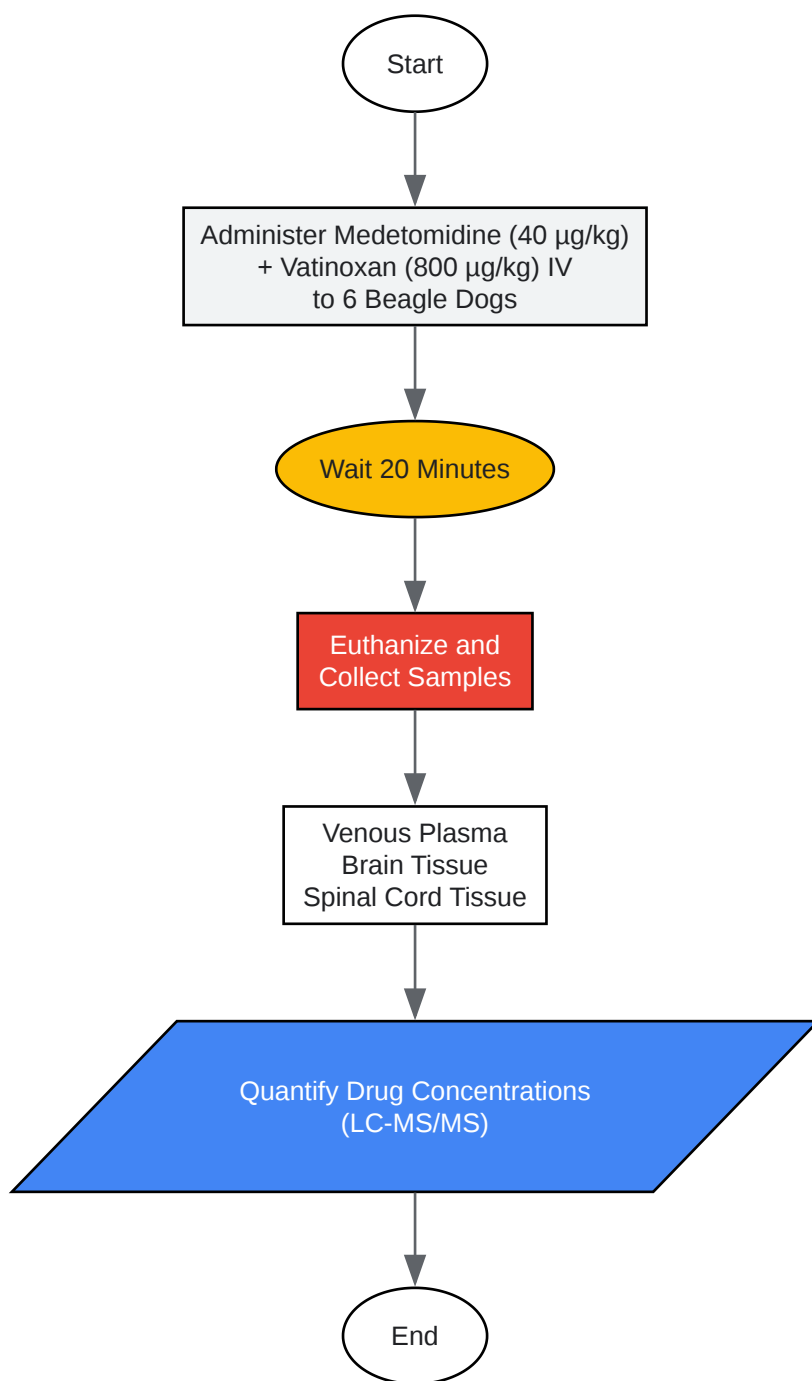 Start
Administer Medetomidine (40 µg/kg)
+ Vatinoxan (800 µg/kg) IV
to 6 Beagle Dogs
Wait 20 Minutes
Euthanize and
Collect Samples
Venous Plasma
Brain Tissue
Spinal Cord Tissue
Quantify Drug Concentrations
(LC-MS/MS)
End